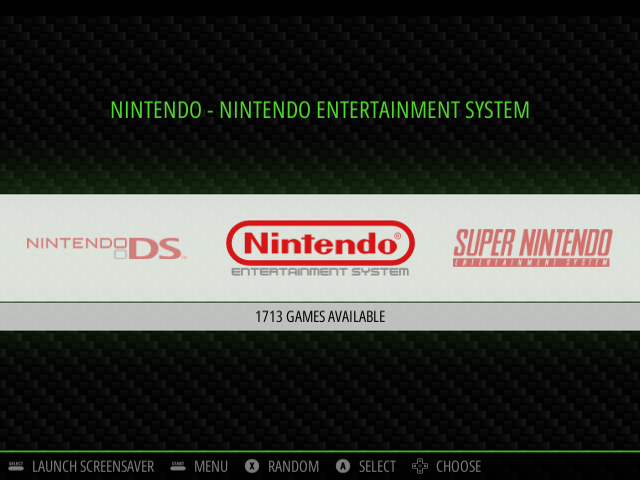 NINTENDO - NINTENDO ENTERTAINMENT SYSTEM
NINTENDO DS™
Nintendo®
ENTERTAINMENT SYSTEM
SUPER NINTENDO
ENTERTAINMENT SYSTEM
1713 GAMES AVAILABLE
SELECT LAUNCH SCREENSAVER START MENU X RANDOM A SELECT CHOOSE